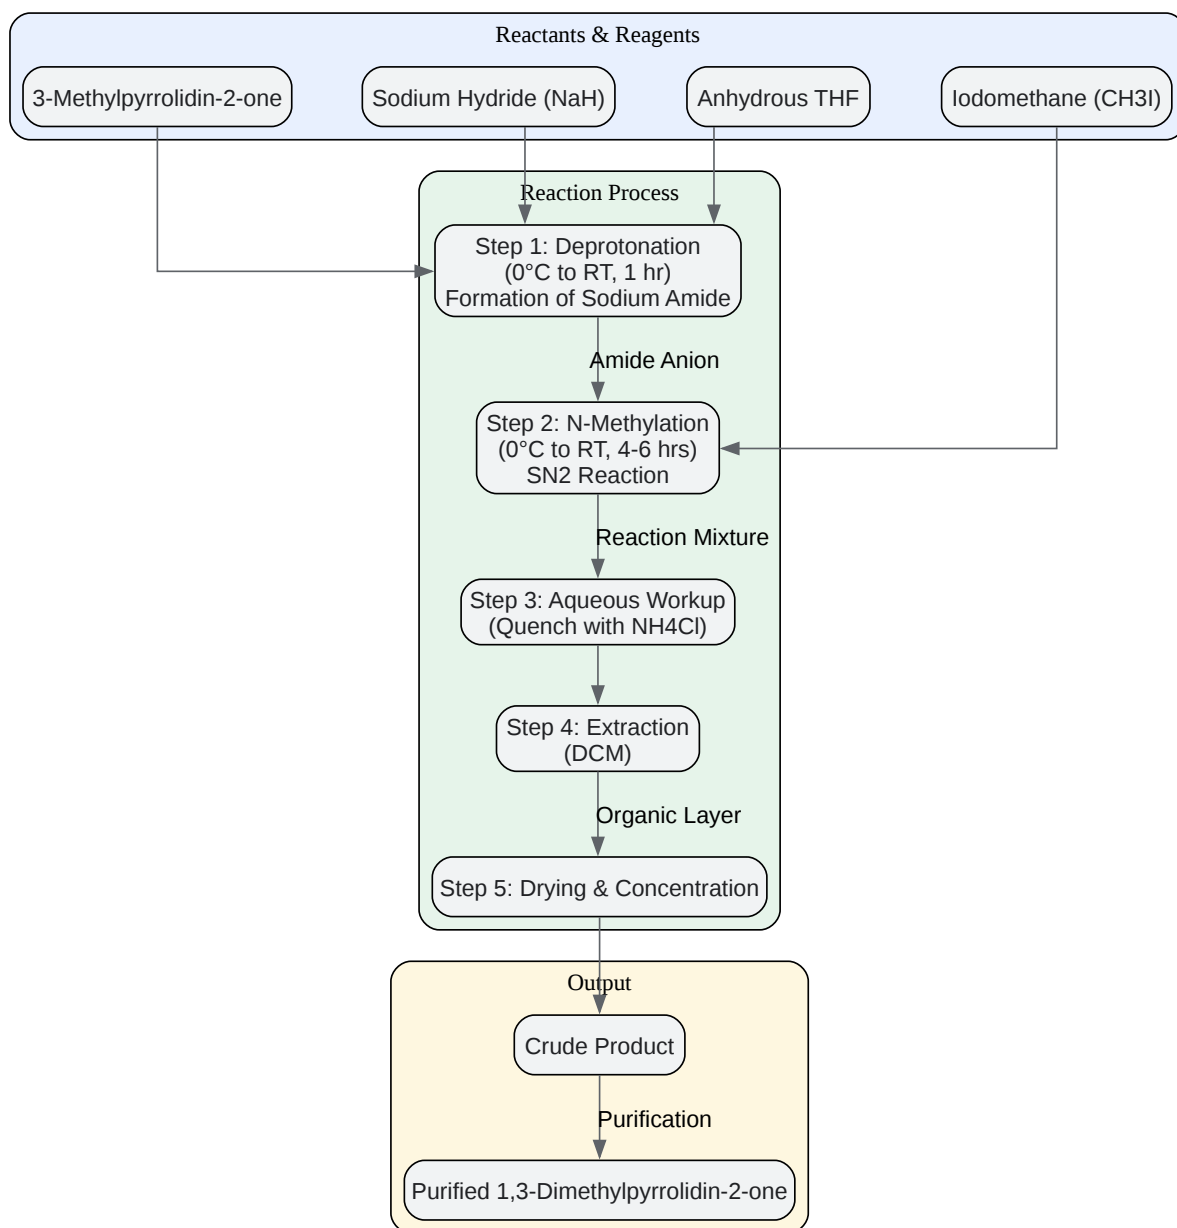 Reactants & Reagents
3-Methylpyrrolidin-2-one
Sodium Hydride (NaH)
Anhydrous THF
Iodomethane (CH3I)
Reaction Process
Step 1: Deprotonation
(0°C to RT, 1 hr)
Formation of Sodium Amide
Amide Anion
Step 2: N-Methylation
(0°C to RT, 4-6 hrs)
SN2 Reaction
Reaction Mixture
Step 3: Aqueous Workup
(Quench with NH4Cl)
Step 4: Extraction
(DCM)
Organic Layer
Step 5: Drying & Concentration
Output
Crude Product
Purification
Purified 1,3-Dimethylpyrrolidin-2-one